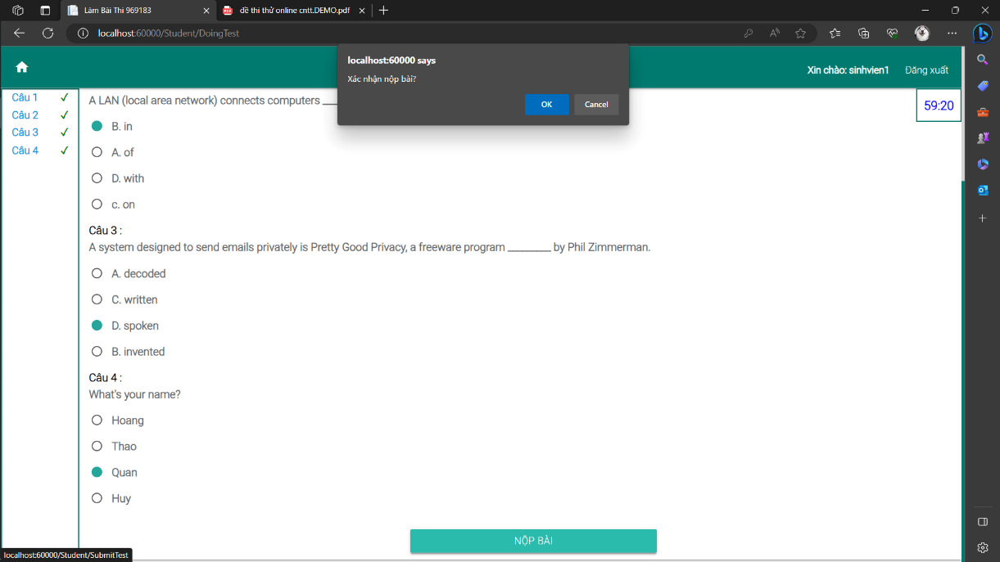 Làm Bài Thi 969183
đề thi thử online cntt.DEMO.pdf
localhost:60000/Student/DoingTest
localhost:60000 says
Xác nhận nộp bài?
OK
Cancel
Xin chào: sinhvien1
Đăng xuất
59:20
Câu 1 ✓
Câu 2 ✓
Câu 3 ✓
Câu 4 ✓
A LAN (local area network) connects computers ___
B. in
A. of
D. with
c. on
Câu 3 :
A system designed to send emails privately is Pretty Good Privacy, a freeware program _________ by Phil Zimmerman.
A. decoded
C. written
D. spoken
B. invented
Câu 4 :
What's your name?
Hoang
Thao
Quan
Huy
NỘP BÀI
localhost:60000/Student/SubmitTest